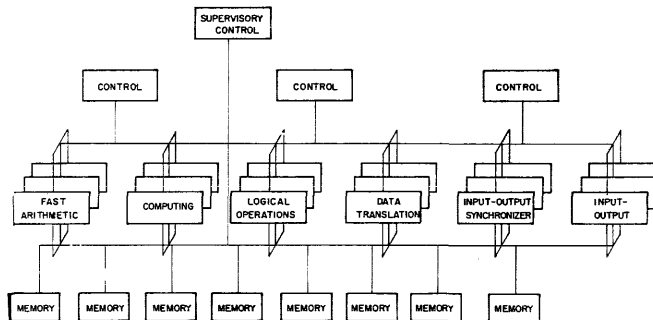 SUPERVISORY
CONTROL
CONTROL
CONTROL
CONTROL
FAST
ARITHMETIC
COMPUTING
LOGICAL
OPERATIONS
DATA
TRANSLATION
INPUT-OUTPUT
SYNCHRONIZER
INPUT-
OUTPUT
MEMORY
MEMORY
MEMORY
MEMORY
MEMORY
MEMORY
MEMORY
MEMORY